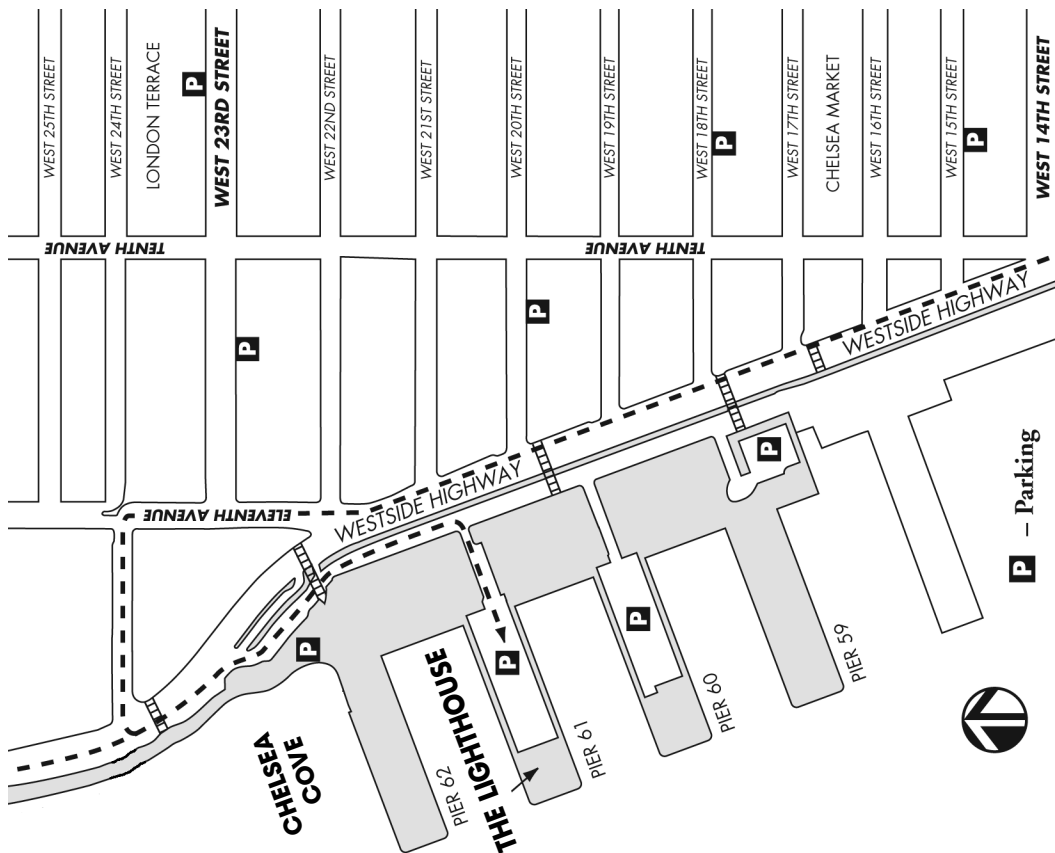 WEST 25TH STREET
WEST 24TH STREET
LONDON TERRACE
P
WEST 23RD STREET
WEST 22ND STREET
WEST 21ST STREET
WEST 20TH STREET
WEST 19TH STREET
WEST 18TH STREET
P
WEST 17TH STREET
CHELSEA MARKET
WEST 16TH STREET
WEST 15TH STREET
P
WEST 14TH STREET
TENTH AVENUE
TENTH AVENUE
P
P
WESTSIDE HIGHWAY
ELEVENTH AVENUE
WESTSIDE HIGHWAY
P
P
P
P
CHELSEA
COVE
PIER 62
THE LIGHTHOUSE
PIER 61
PIER 60
PIER 59
P – Parking